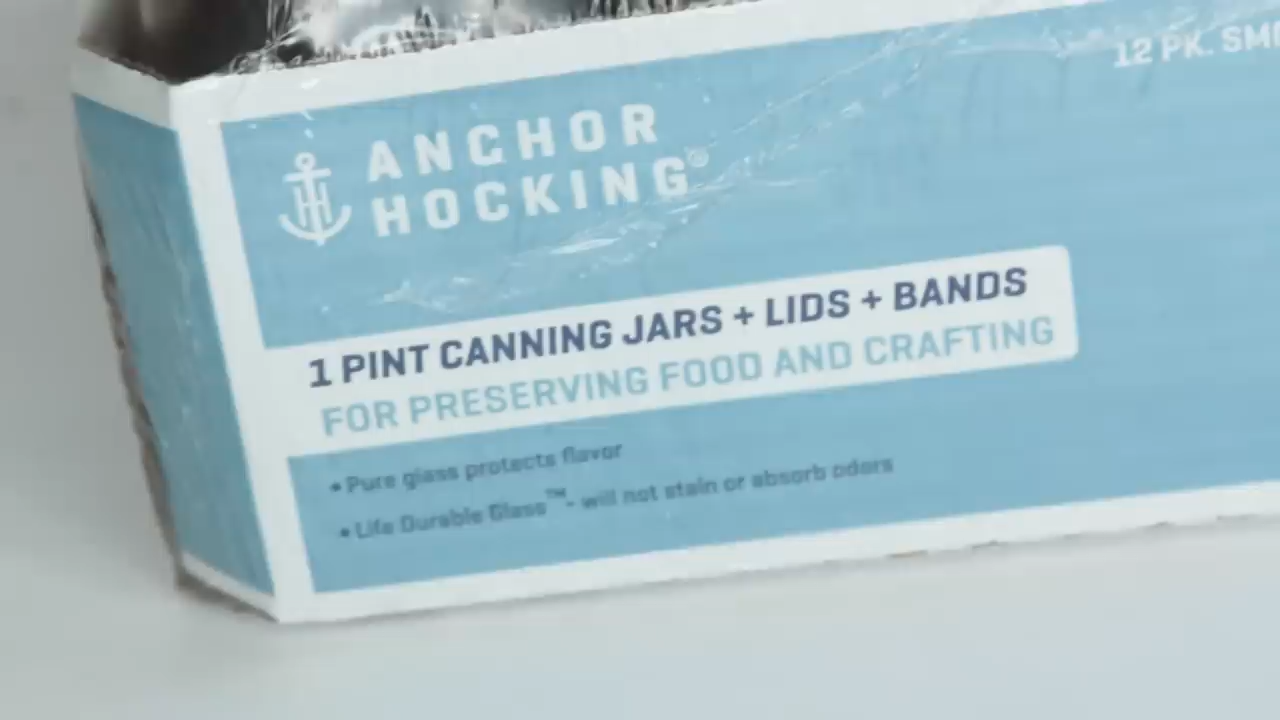 12 PK.
ANCHOR
HOCKING®
1 PINT CANNING JARS + LIDS + BANDS
FOR PRESERVING FOOD AND CRAFTING
• Pure glass protects flavor
• Life Durable Glass™- will not stain or absorb odors